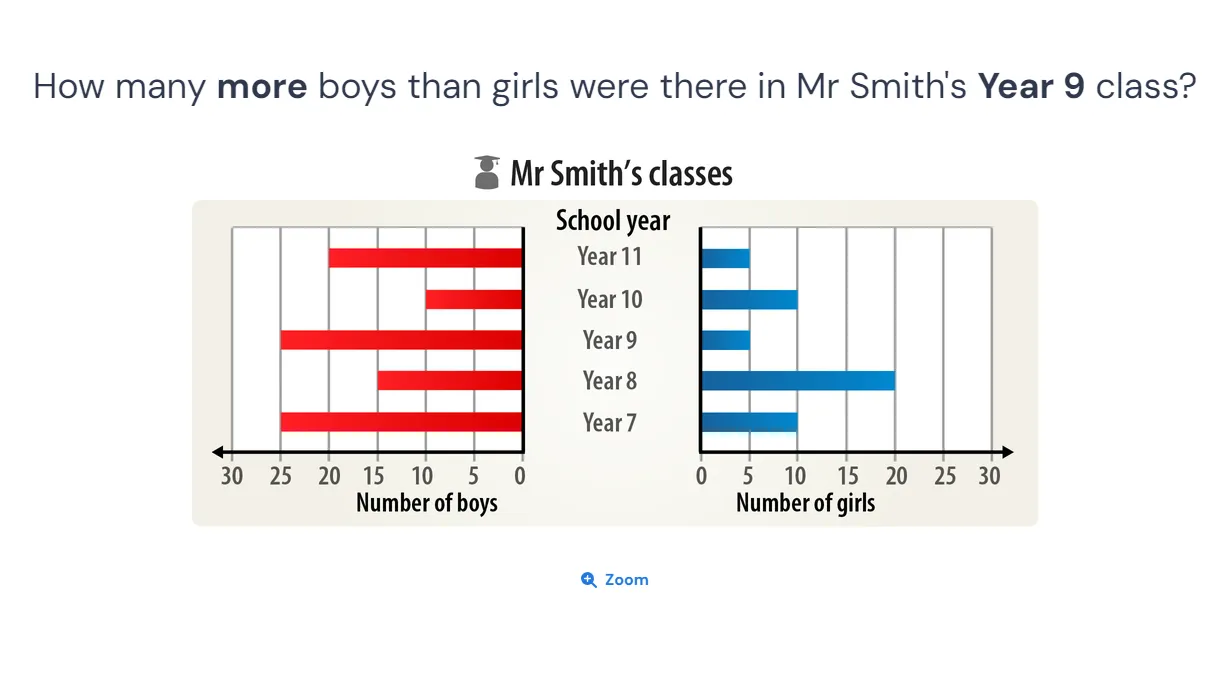 How many more boys than girls were there in Mr Smith's Year 9 class?
Mr Smith’s classes
School year
Year 11
Year 10
Year 9
Year 8
Year 7
30 25 20 15 10 5 0
Number of boys
0 5 10 15 20 25 30
Number of girls
Zoom